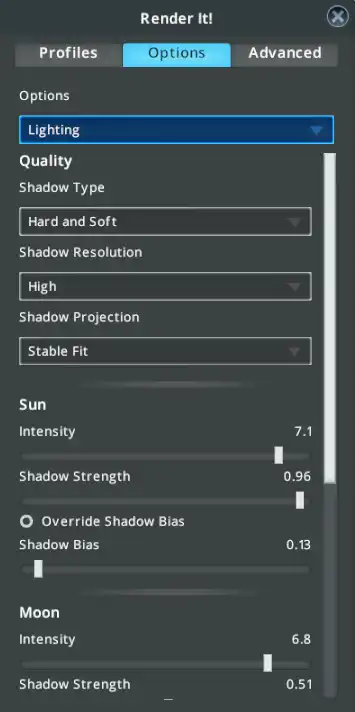 Render It!
Profiles Options Advanced
Options
Lighting
Quality
Shadow Type
Hard and Soft
Shadow Resolution
High
Shadow Projection
Stable Fit
Sun
Intensity 7.1
Shadow Strength 0.96
Override Shadow Bias
Shadow Bias 0.13
Moon
Intensity 6.8
Shadow Strength 0.51